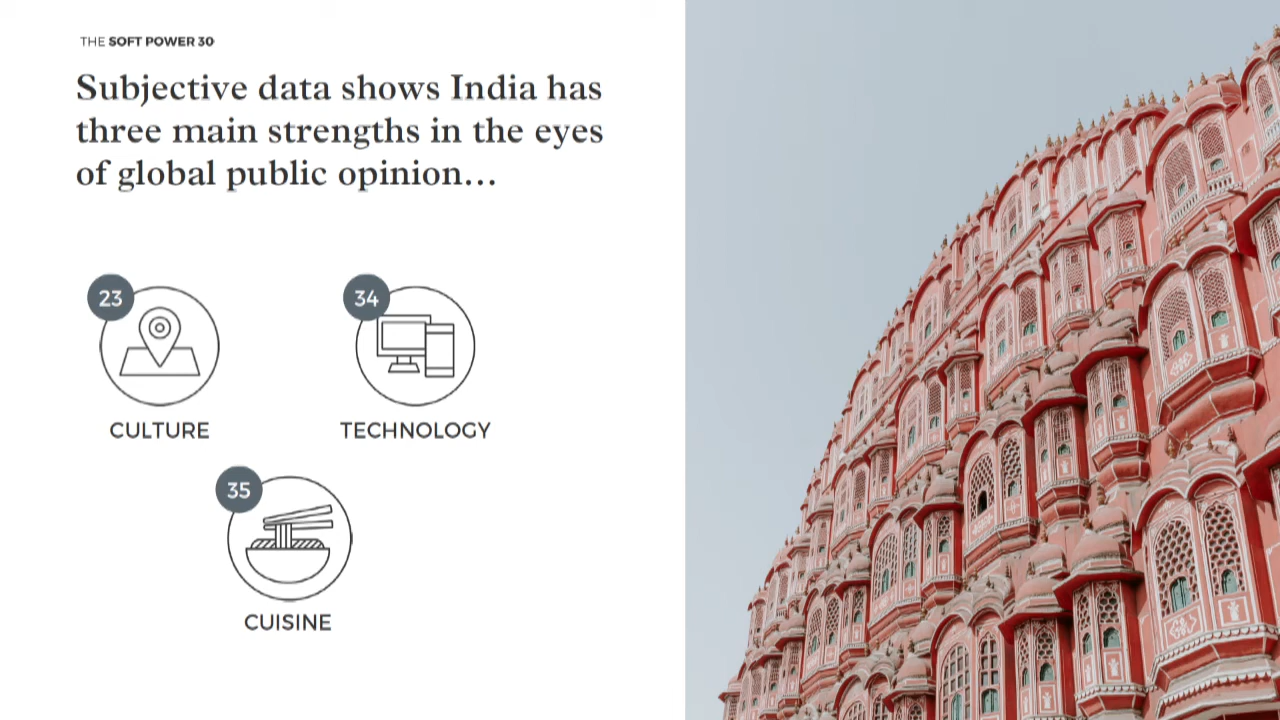 THE SOFT POWER 30
Subjective data shows India has
three main strengths in the eyes
of global public opinion...
23
34
CULTURE
TECHNOLOGY
35
CUISINE